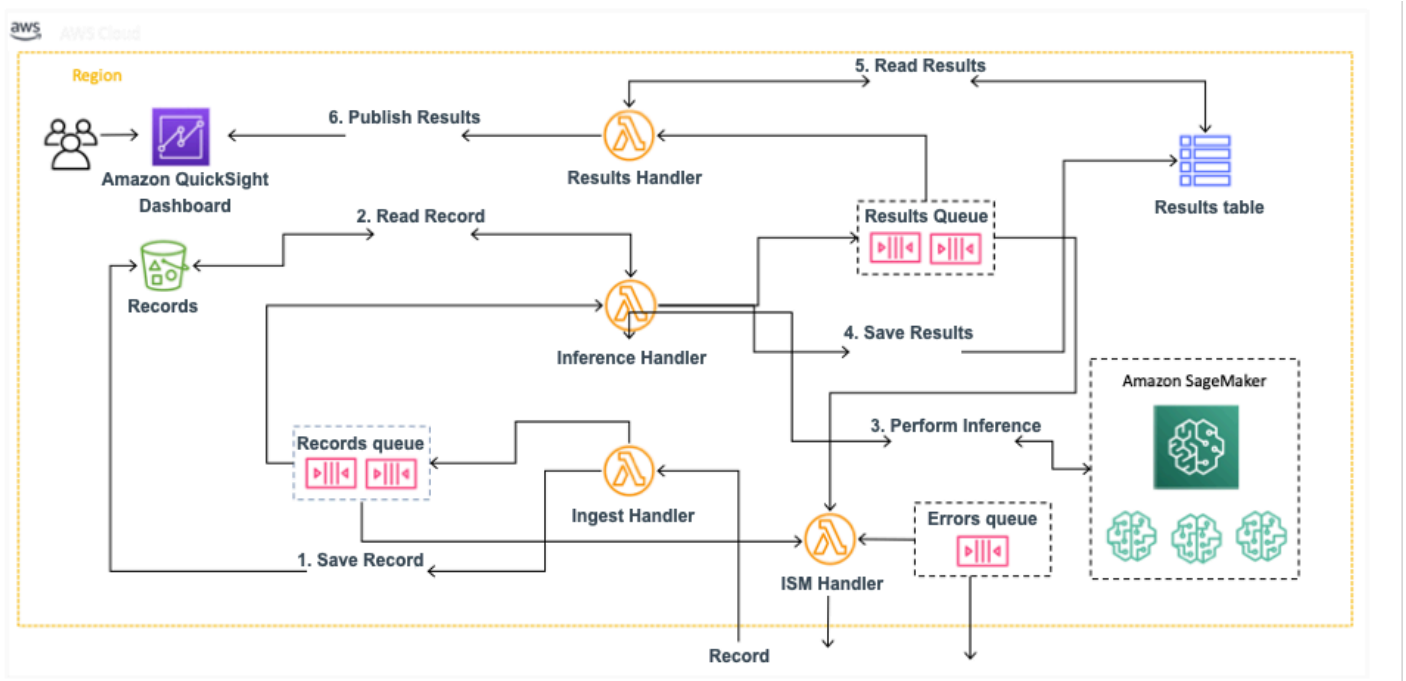 aws
AWS Cloud
Region
5. Read Results
6. Publish Results
Amazon QuickSight
Dashboard
Results Handler
Results table
2. Read Record
Results Queue
Records
Inference Handler
4. Save Results
Amazon SageMaker
3. Perform Inference
Records queue
Ingest Handler
Errors queue
1. Save Record
ISM Handler
Record